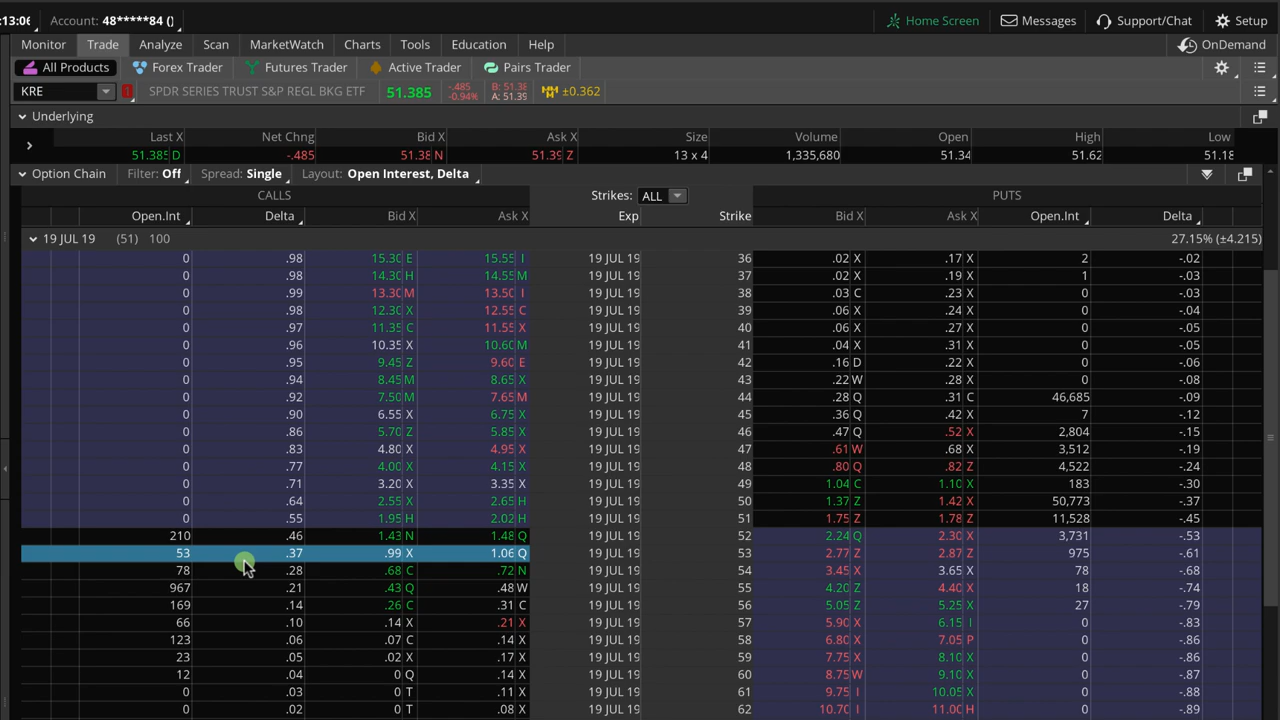 :13:06 Account: 48*****84 () Home Screen Messages Support/Chat Setup
Monitor Trade Analyze Scan MarketWatch Charts Tools Education Help OnDemand
All Products Forex Trader Futures Trader Active Trader Pairs Trader
KRE SPDR SERIES TRUST S&P REGL BKG ETF 51.385 -.485 -0.94% B: 51.38 A: 51.39 ±0.362
Underlying
Last X Net Chng Bid X Ask X Size Volume Open High Low
51.385 D -.485 51.38 N 51.39 Z 13 x 4 1,335,680 51.34 51.62 51.18
Option Chain Filter: Off Spread: Single Layout: Open Interest, Delta
CALLS Strikes: ALL PUTS
Open.Int Delta Bid X Ask X Exp Strike Bid X Ask X Open.Int Delta
19 JUL 19 (51) 100 27.15% (±4.215)
0 .98 15.30 E 15.55 I 19 JUL 19 36 .02 X .17 X 2 -.02
0 .98 14.30 H 14.55 M 19 JUL 19 37 .02 X .19 X 1 -.03
0 .99 13.30 M 13.50 I 19 JUL 19 38 .03 C .23 X 0 -.03
0 .98 12.30 X 12.55 C 19 JUL 19 39 .06 X .24 X 0 -.04
0 .97 11.35 C 11.55 X 19 JUL 19 40 .06 X .27 X 0 -.05
0 .96 10.35 X 10.60 M 19 JUL 19 41 .04 X .31 X 0 -.05
0 .95 9.45 Z 9.60 E 19 JUL 19 42 .16 D .22 X 0 -.06
0 .94 8.45 M 8.65 X 19 JUL 19 43 .22 W .28 X 0 -.08
0 .92 7.50 M 7.65 M 19 JUL 19 44 .28 Q .31 C 46,685 -.09
0 .90 6.55 X 6.75 X 19 JUL 19 45 .36 Q .42 X 7 -.12
0 .86 5.70 Z 5.85 X 19 JUL 19 46 .47 Q .52 X 2,804 -.15
0 .83 4.80 X 4.95 X 19 JUL 19 47 .61 W .68 X 3,512 -.19
0 .77 4.00 X 4.15 X 19 JUL 19 48 .80 Q .82 Z 4,522 -.24
0 .71 3.20 X 3.35 X 19 JUL 19 49 1.04 C 1.10 X 183 -.30
0 .64 2.55 X 2.65 H 19 JUL 19 50 1.37 Z 1.42 X 50,773 -.37
0 .55 1.95 H 2.02 H 19 JUL 19 51 1.75 Z 1.78 Z 11,528 -.45
210 .46 1.43 N 1.48 Q 19 JUL 19 52 2.24 Q 2.30 X 3,731 -.53
53 .37 .99 X 1.06 Q 19 JUL 19 53 2.77 Z 2.87 Z 975 -.61
78 .28 .68 C .72 N 19 JUL 19 54 3.45 X 3.65 X 78 -.68
967 .21 .43 Q .48 W 19 JUL 19 55 4.20 Z 4.40 X 18 -.74
169 .14 .26 C .31 C 19 JUL 19 56 5.05 Z 5.25 X 27 -.79
66 .10 .14 X .21 X 19 JUL 19 57 5.90 X 6.15 I 0 -.83
123 .06 .07 C .14 X 19 JUL 19 58 6.80 X 7.05 P 0 -.86
23 .05 .02 X .17 X 19 JUL 19 59 7.75 X 8.10 X 0 -.86
12 .04 0 Q .14 X 19 JUL 19 60 8.75 W 9.10 X 0 -.87
0 .03 0 T .11 X 19 JUL 19 61 9.75 I 10.05 X 0 -.88
0 .02 0 T .08 X 19 JUL 19 62 10.70 I 11.00 H 0 -.89